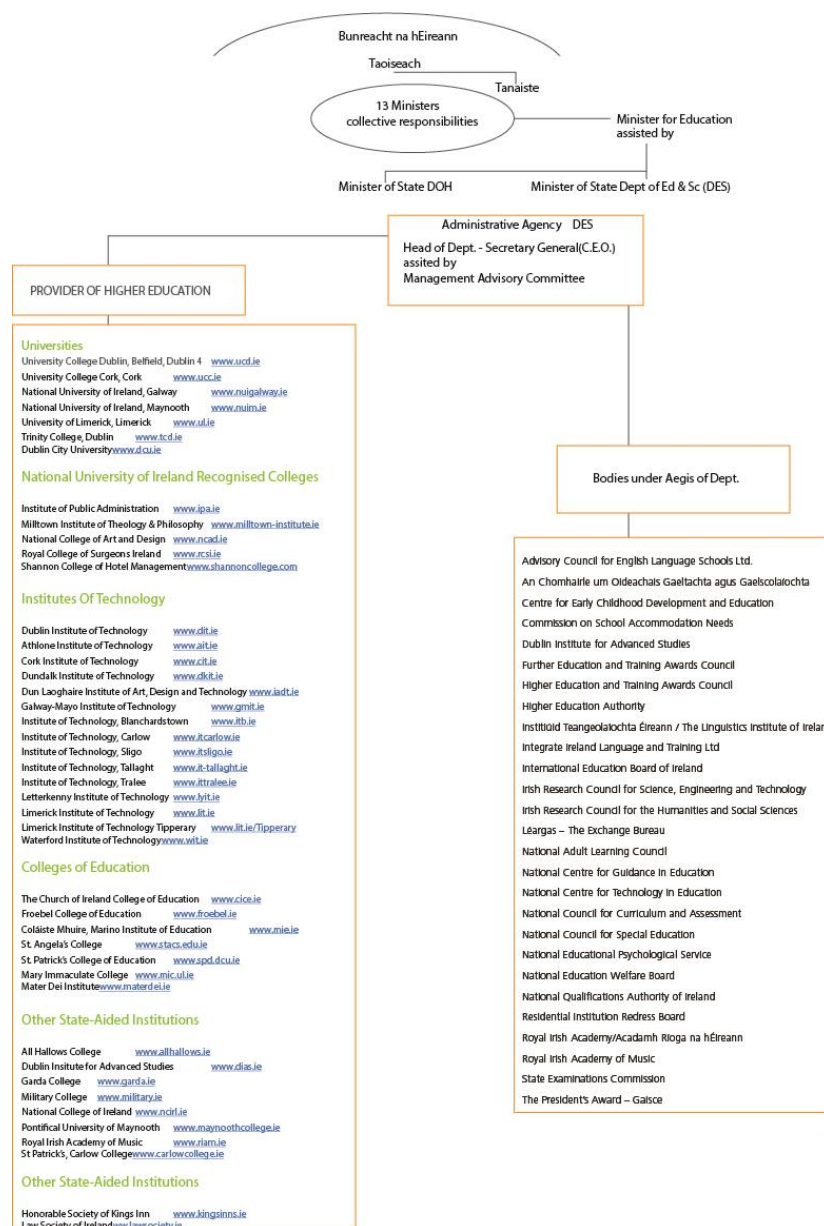 Bunreacht na hEireann
Taoiseach
Tanaiste
13 Ministers
collective responsibilities
Minister for Education
assisted by
Minister of State DOH
Minister of State Dept of Ed & Sc (DES)
Administrative Agency DES
Head of Dept. - Secretary General(C.E.O.)
assited by
Management Advisory Committee
PROVIDER OF HIGHER EDUCATION
Universities
University College Dublin, Belfield, Dublin 4 www.ucd.ie
University College Cork, Cork www.ucc.ie
National University of Ireland, Galway www.nuigalway.ie
National University of Ireland, Maynooth www.nuim.ie
University of Limerick, Limerick www.ul.ie
Trinity College, Dublin www.tcd.ie
Dublin City Universitywww.dcu.ie
National University of Ireland Recognised Colleges
Institute of Public Administration www.ipa.ie
Milltown Institute of Theology & Philosophy www.milltown-institute.ie
National College of Art and Design www.ncad.ie
Royal College of Surgeons Ireland www.rcsi.ie
Shannon College of Hotel Managementwww.shannoncollege.com
Institutes Of Technology
Dublin Institute of Technology www.dit.ie
Athlone Institute of Technology www.ait.ie
Cork Institute of Technology www.cit.ie
Dundalk Institute of Technology www.dkit.ie
Dun Laoghaire Institute of Art, Design and Technology www.iadt.ie
Galway-Mayo Institute of Technology www.gmit.ie
Institute of Technology, Blanchardstown www.itb.ie
Institute of Technology, Carlow www.itcarlow.ie
Institute of Technology, Sligo www.itsligo.ie
Institute of Technology, Tallaght www.it-tallaght.ie
Institute of Technology, Tralee www.ittralee.ie
Letterkenny Institute of Technology www.lyit.ie
Limerick Institute of Technology www.lit.ie
Limerick Institute of Technology Tipperary www.lit.ie/Tipperary
Waterford Institute of Technologywww.wit.ie
Colleges of Education
The Church of Ireland College of Education www.cice.ie
Froebel College of Education www.froebel.ie
Coláiste Mhuire, Marino Institute of Education www.mie.ie
St. Angela's College www.stacs.edu.ie
St. Patrick's College of Education www.spd.dcu.ie
Mary Immaculate College www.mic.ul.ie
Mater Dei Institutewww.materdei.ie
Other State-Aided Institutions
All Hallows College www.allhallows.ie
Dublin Insitute for Advanced Studies www.dias.ie
Garda College www.garda.ie
Military College www.military.ie
National College of Ireland www.ncirl.ie
Pontifical University of Maynooth www.maynoothcollege.ie
Royal Irish Academy of Music www.riam.ie
St Patrick's, Carlow Collegewww.carlowcollege.ie
Other State-Aided Institutions
Honorable Society of Kings Inn www.kingsinns.ie
Law Society of Irelandww.lawsociety.ie
Bodies under Aegis of Dept.
Advisory Council for English Language Schools Ltd.
An Chomhairle um Oideachais Gaeltachta agus Gaelscolaíochta
Centre for Early Childhood Development and Education
Commission on School Accommodation Needs
Dublin Institute for Advanced Studies
Further Education and Training Awards Council
Higher Education and Training Awards Council
Higher Education Authority
Institiúid Teangeolaíochta Éireann / The Linguistics Institute of Irelan
Integrate Ireland Language and Training Ltd
International Education Board of Ireland
Irish Research Council for Science, Engineering and Technology
Irish Research Council for the Humanities and Social Sciences
Léargas – The Exchange Bureau
National Adult Learning Council
National Centre for Guidance in Education
National Centre for Technology in Education
National Council for Curriculum and Assessment
National Council for Special Education
National Educational Psychological Service
National Education Welfare Board
National Qualifications Authority of Ireland
Residential Institution Redress Board
Royal Irish Academy/Acadamh Ríoga na hÉireann
Royal Irish Academy of Music
State Examinations Commission
The President's Award – Gaisce